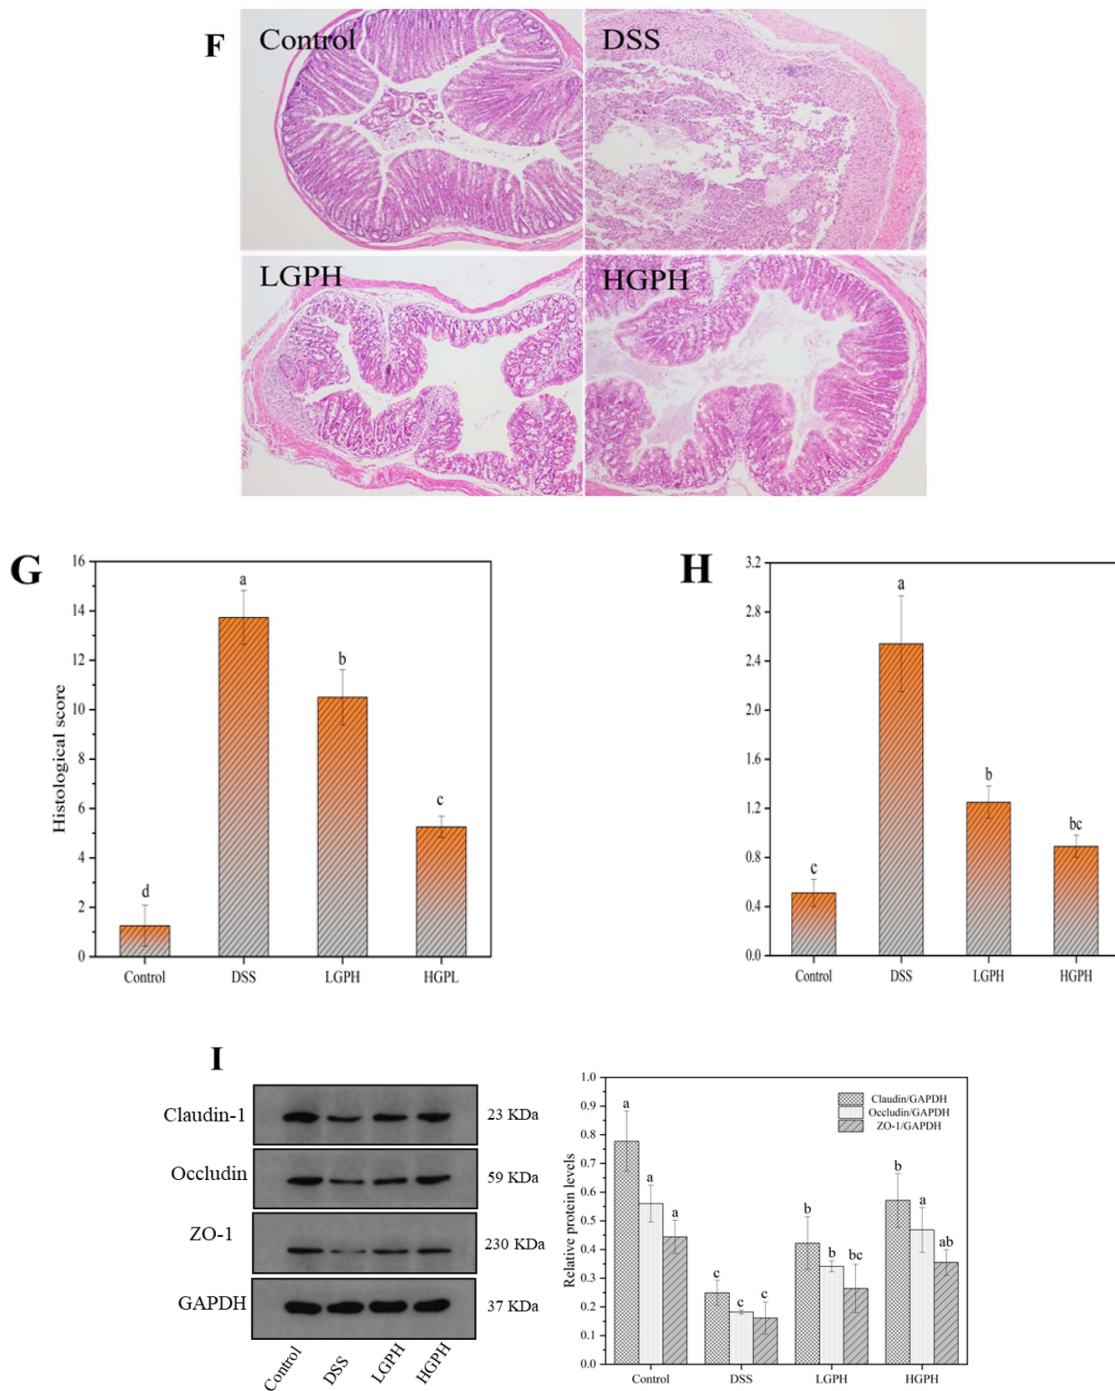 F
Control
DSS
LGPH
HGPH
G
Histological score
16
14
12
10
8
6
4
2
0
a
b
c
d
Control DSS LGPH HGPL
H
3.2
2.8
2.4
2.0
1.6
1.2
0.8
0.4
0.0
a
b
bc
c
Control DSS LGPH HGPH
I
Claudin-1 23 KDa
Occludin 59 KDa
ZO-1 230 KDa
GAPDH 37 KDa
Control DSS LGPH HGPH
Relative protein levels
1.0
0.9
0.8
0.7
0.6
0.5
0.4
0.3
0.2
0.1
0.0
Claudin/GAPDH
Occludin/GAPDH
ZO-1/GAPDH
a a a
c c c
b b bc
b a ab
Control DSS LGPH HGPH